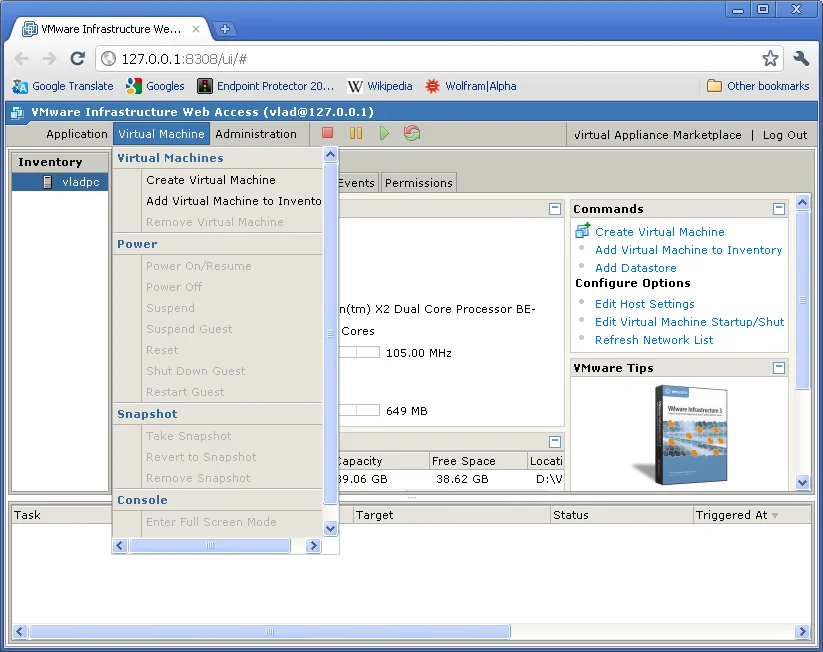 VMware Infrastructure We...
127.0.0.1:8308/ui/#
Google Translate Googles Endpoint Protector 20... W Wikipedia Wolfram|Alpha Other bookmarks
VMware Infrastructure Web Access (vlad@127.0.0.1)
Application Virtual Machine Administration Virtual Appliance Marketplace | Log Out
Inventory
vladpc
Virtual Machines
Create Virtual Machine
Add Virtual Machine to Invento
Remove Virtual Machine
Power
Power On/Resume
Power Off
Suspend
Suspend Guest
Reset
Shut Down Guest
Restart Guest
Snapshot
Take Snapshot
Revert to Snapshot
Remove Snapshot
Console
Enter Full Screen Mode
Events Permissions
n(tm) X2 Dual Core Processor BE-
Cores
105.00 MHz
649 MB
Capacity Free Space Locati
39.06 GB 38.62 GB D:\V
Commands
Create Virtual Machine
Add Virtual Machine to Inventory
Add Datastore
Configure Options
Edit Host Settings
Edit Virtual Machine Startup/Shut
Refresh Network List
VMware Tips
VMware Infrastructure 3
Task Target Status Triggered At